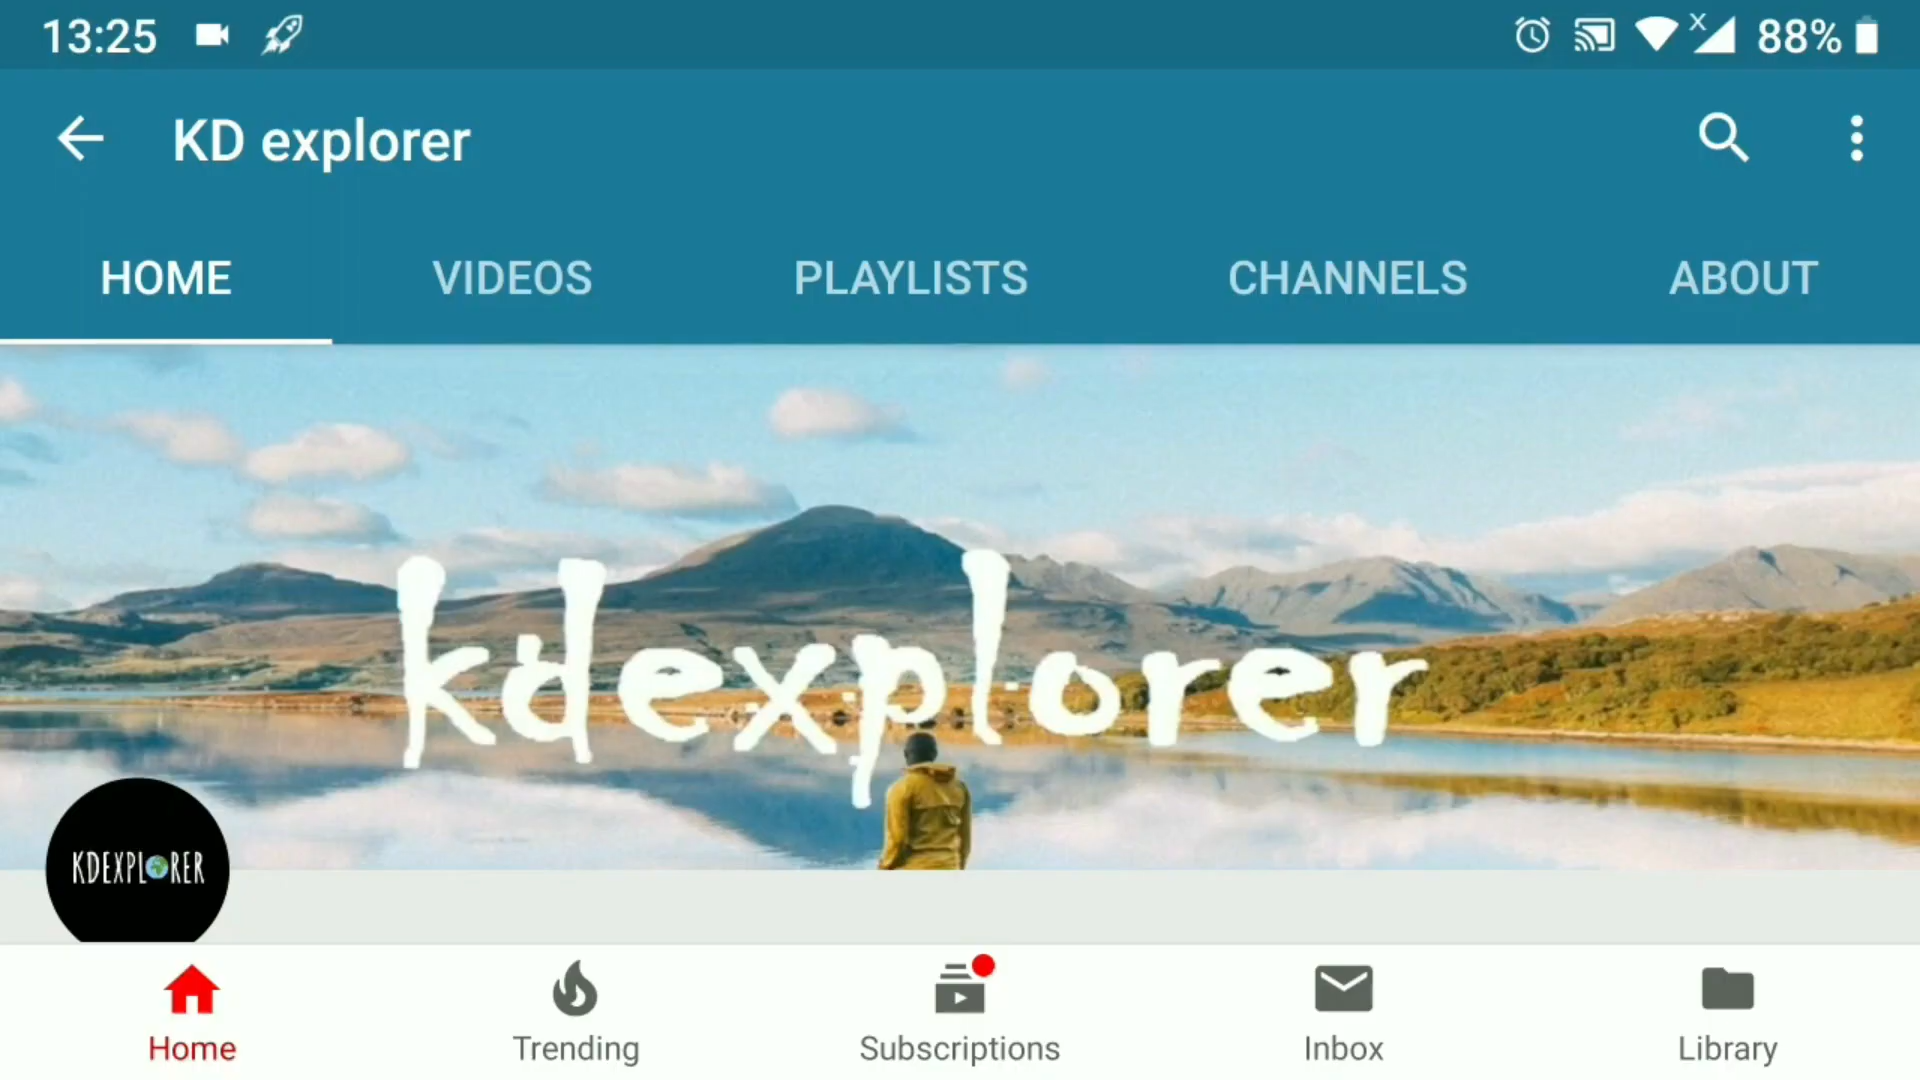 13:25
X
88%
KD explorer
HOME VIDEOS PLAYLISTS CHANNELS ABOUT
kdexplorer
KDEXPLORER
Home Trending Subscriptions Inbox Library